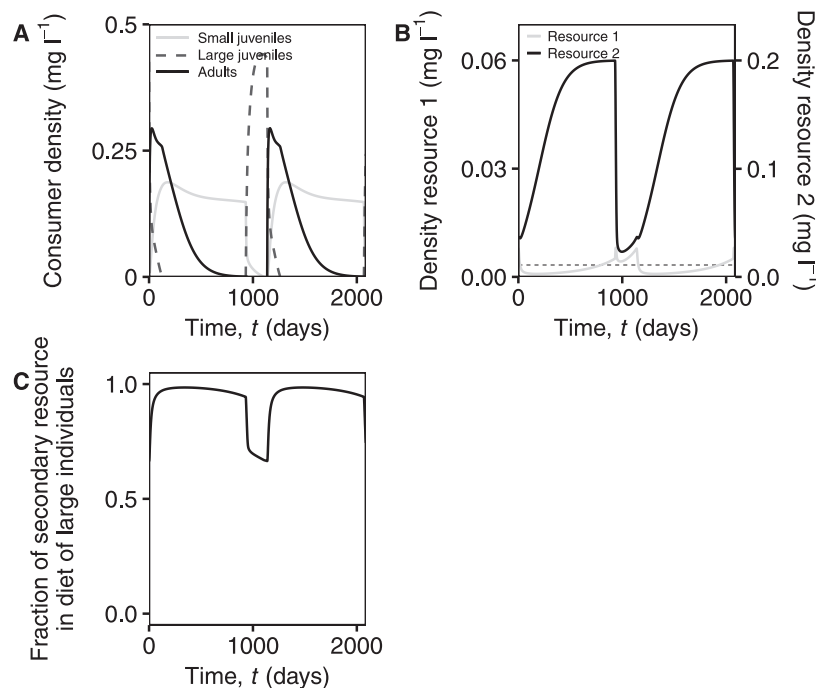 A
Consumer density (mg l⁻¹)
0.5
0.25
0
Small juveniles
Large juveniles
Adults
0
1000
2000
Time, t (days)
B
Density resource 1 (mg l⁻¹)
0.06
0.03
0.00
Resource 1
Resource 2
0.2
0.1
0.0
Density resource 2 (mg l⁻¹)
0
1000
2000
Time, t (days)
C
Fraction of secondary resource
in diet of large individuals
1.0
0.5
0.0
0
1000
2000
Time, t (days)